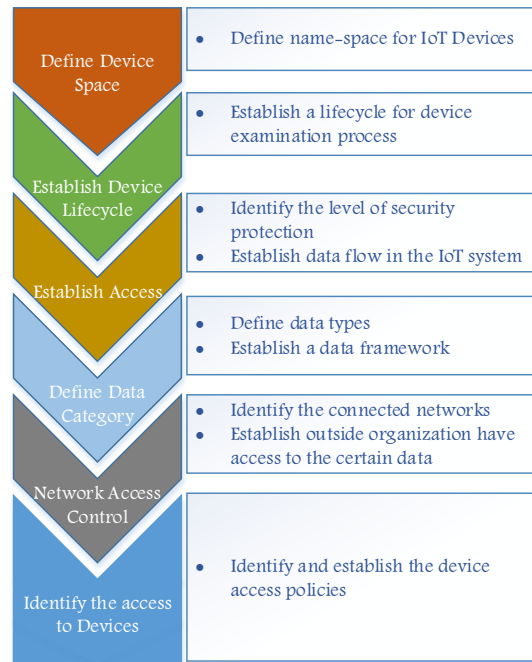 Define Device
Space
• Define name-space for IoT Devices
Establish Device
Lifecycle
• Establish a lifecycle for device
examination process
Establish Access
• Identify the level of security
protection
• Establish data flow in the IoT system
Define Data
Category
• Define data types
• Establish a data framework
Network Access
Control
• Identify the connected networks
• Establish outside organization have
access to the certain data
Identify the access
to Devices
• Identify and establish the device
access policies